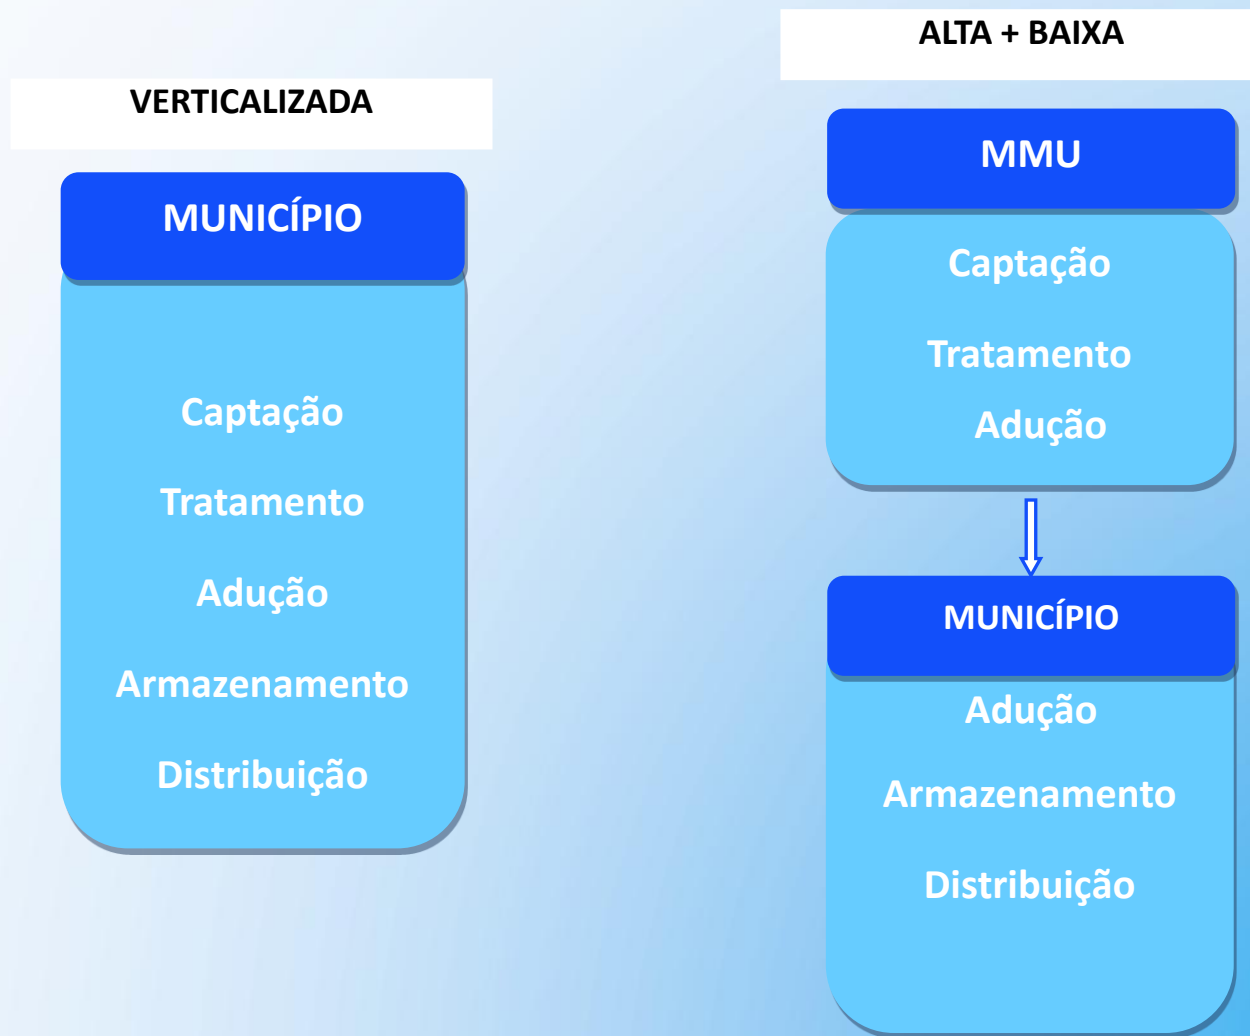 VERTICALIZADA
MUNICÍPIO
Captação
Tratamento
Adução
Armazenamento
Distribuição
ALTA + BAIXA
MMU
Captação
Tratamento
Adução
MUNICÍPIO
Adução
Armazenamento
Distribuição